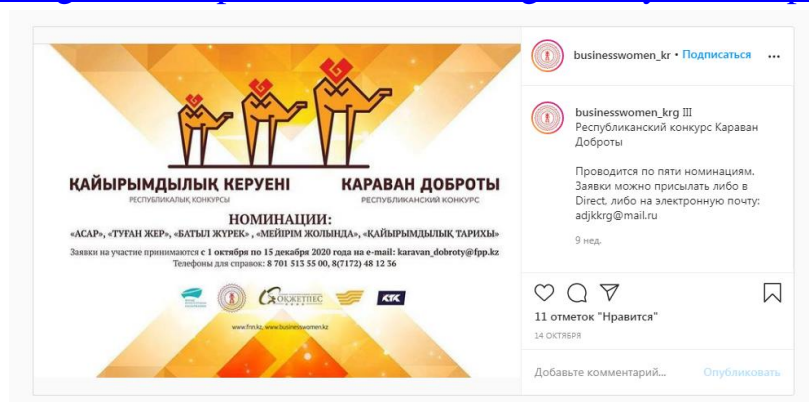 ҚАЙЫРЫМДЫЛЫҚ КЕРУЕНІ
РЕСПУБЛИКАЛЫҚ КОНКУРСЫ
КАРАВАН ДОБРОТЫ
РЕСПУБЛИКАНСКИЙ КОНКУРС
НОМИНАЦИИ:
«АСАР», «ТУҒАН ЖЕР», «БАТЫЛ ЖҮРЕК» , «МЕЙІРІМ ЖОЛЫНДА», «ҚАЙЫРЫМДЫЛЫҚ ТАРИХЫ»
Заявки на участие принимаются с 1 октября по 15 декабря 2020 года на e-mail: karavan_dobroty@fpp.kz
Телефоны для справок: 8 701 513 55 00, 8(7172) 48 12 36
ОКЖЕТПЕС
КТК
www.fnn.kz, www.businesswomen.kz
businesswomen_kr • Подписаться ...
businesswomen_krg III
Республиканский конкурс Караван
Доброты
Проводится по пяти номинациям.
Заявки можно присылать либо в
Direct, либо на электронную почту:
adjkkrg@mail.ru
9 нед.
11 отметок "Нравится"
14 ОКТЯБРЯ
Добавьте комментарий...
Опубликовать